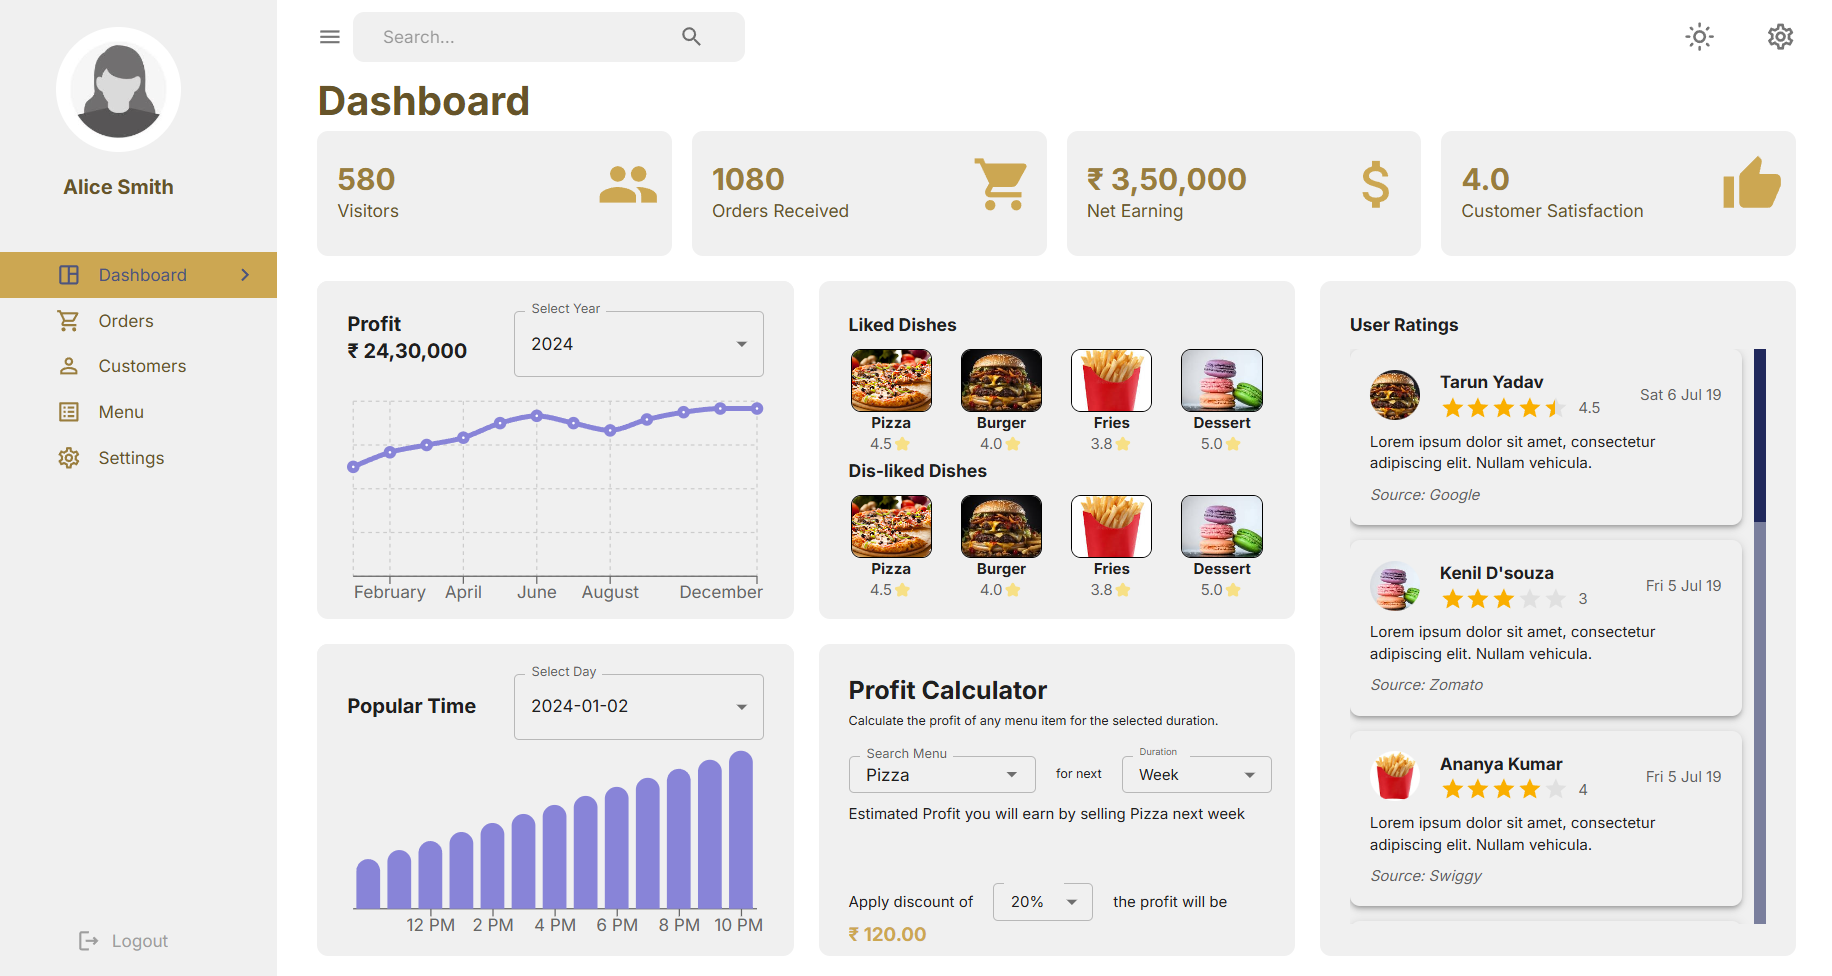 Alice Smith
Dashboard
Orders
Customers
Menu
Settings
Logout
Search...
Dashboard
580
Visitors
1080
Orders Received
₹ 3,50,000
Net Earning
4.0
Customer Satisfaction
Profit
₹ 24,30,000
Select Year
2024
February April June August December
Liked Dishes
Pizza Burger Fries Dessert
4.5 4.0 3.8 5.0
Dis-liked Dishes
Pizza Burger Fries Dessert
4.5 4.0 3.8 5.0
User Ratings
Tarun Yadav
4.5
Sat 6 Jul 19
Lorem ipsum dolor sit amet, consectetur
adipiscing elit. Nullam vehicula.
Source: Google
Kenil D'souza
3
Fri 5 Jul 19
Lorem ipsum dolor sit amet, consectetur
adipiscing elit. Nullam vehicula.
Source: Zomato
Ananya Kumar
4
Fri 5 Jul 19
Lorem ipsum dolor sit amet, consectetur
adipiscing elit. Nullam vehicula.
Source: Swiggy
Popular Time
Select Day
2024-01-02
12 PM 2 PM 4 PM 6 PM 8 PM 10 PM
Profit Calculator
Calculate the profit of any menu item for the selected duration.
Search Menu
Pizza
for next
Duration
Week
Estimated Profit you will earn by selling Pizza next week
Apply discount of 20% the profit will be
₹ 120.00